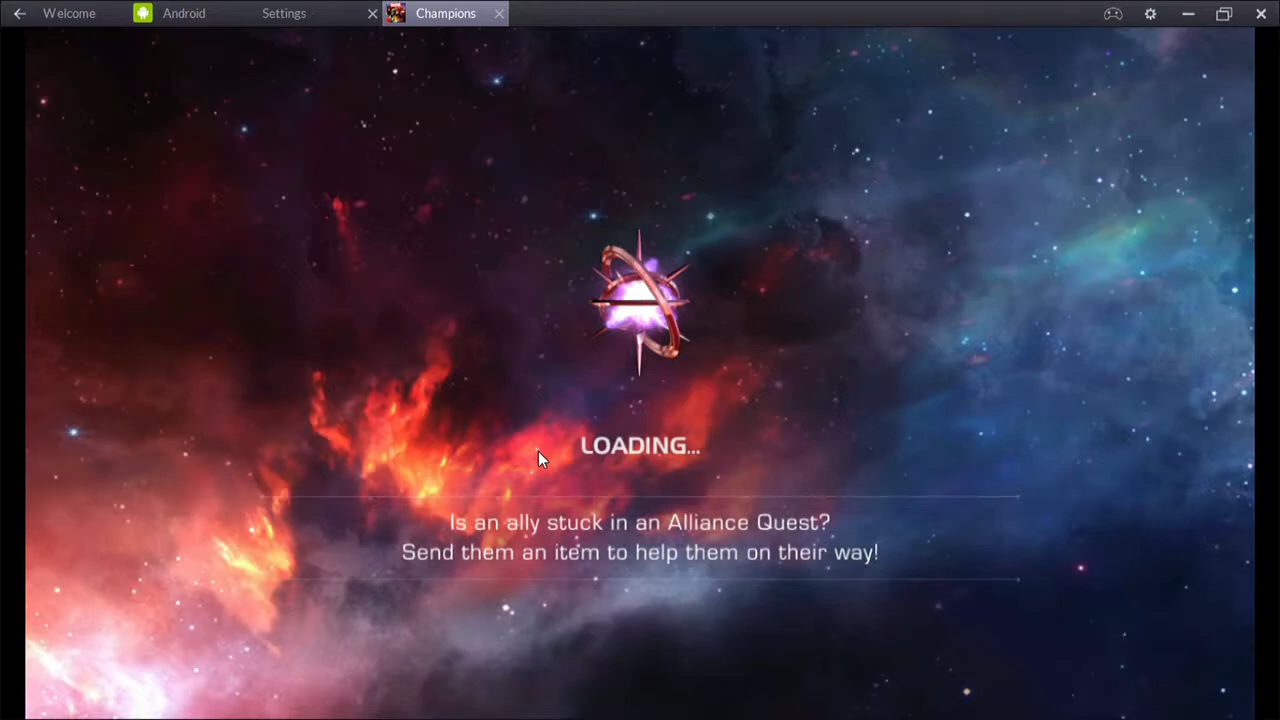 Welcome Android Settings Champions
LOADING...
Is an ally stuck in an Alliance Quest?
Send them an item to help them on their way!